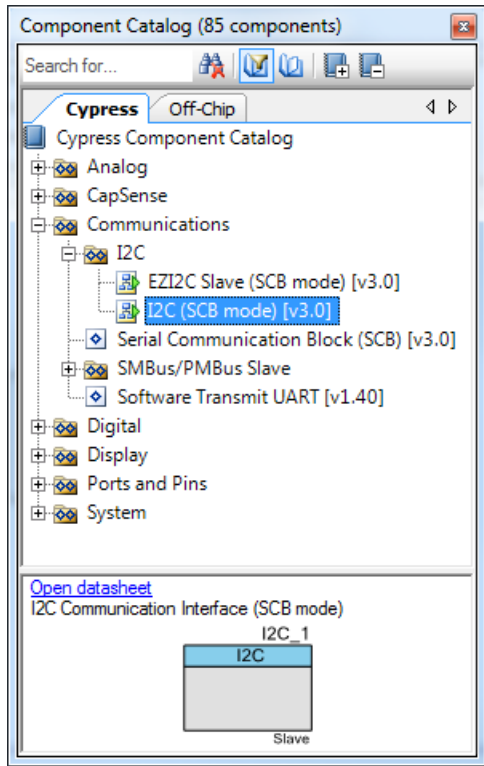 Component Catalog (85 components)
Search for...
Cypress Off-Chip
Cypress Component Catalog
Analog
CapSense
Communications
I2C
EZI2C Slave (SCB mode) [v3.0]
I2C (SCB mode) [v3.0]
Serial Communication Block (SCB) [v3.0]
SMBus/PMBus Slave
Software Transmit UART [v1.40]
Digital
Display
Ports and Pins
System
Open datasheet
I2C Communication Interface (SCB mode)
I2C_1
I2C
Slave